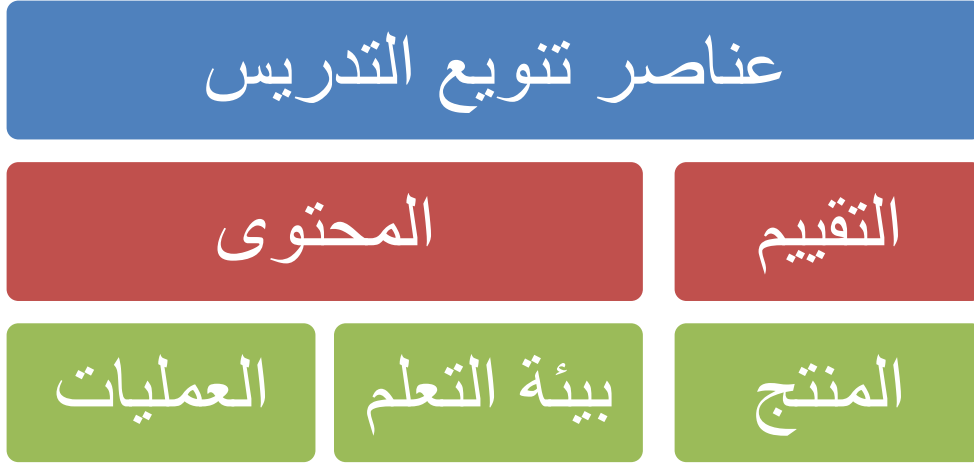 عناصر تنويع التدريس
التقييم
المحتوى
المنتج
بيئة التعلم
العمليات